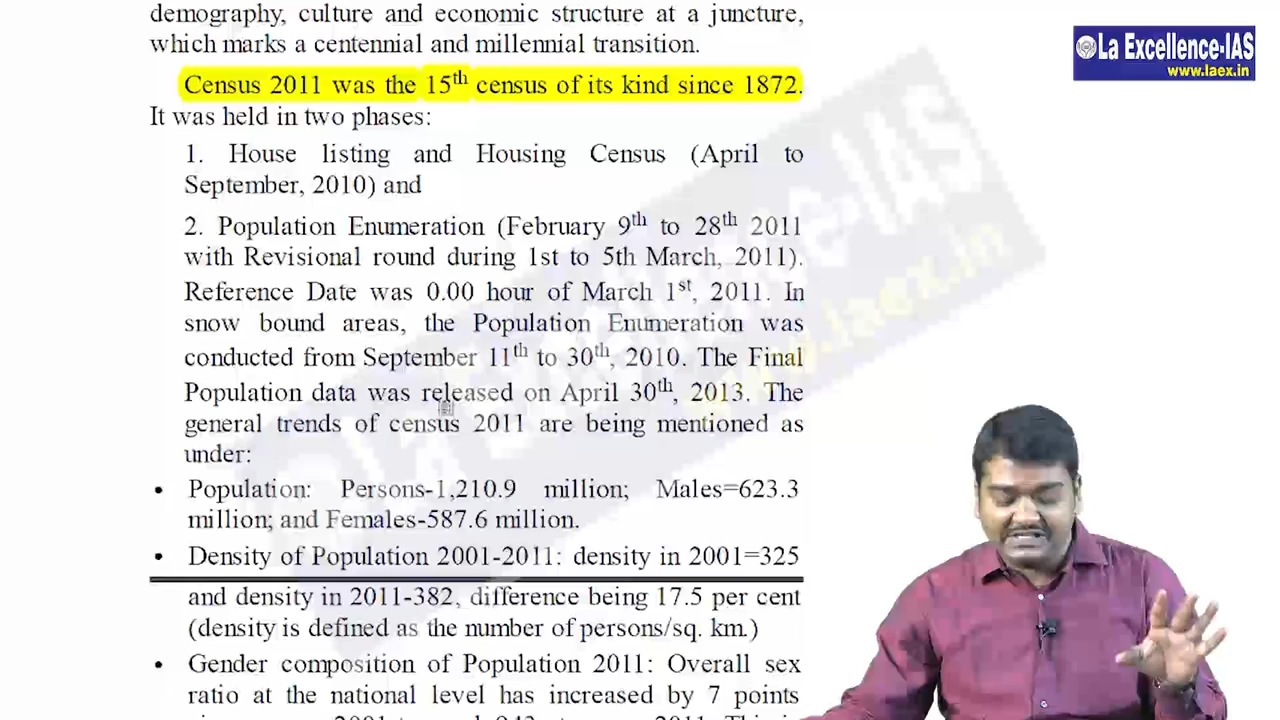 demography, culture and economic structure at a juncture,
which marks a centennial and millennial transition.
Census 2011 was the 15th census of its kind since 1872.
It was held in two phases:
1. House listing and Housing Census (April to
September, 2010) and
2. Population Enumeration (February 9th to 28th 2011
with Revisional round during 1st to 5th March, 2011).
Reference Date was 0.00 hour of March 1st, 2011. In
snow bound areas, the Population Enumeration was
conducted from September 11th to 30th, 2010. The Final
Population data was released on April 30th, 2013. The
general trends of census 2011 are being mentioned as
under:
• Population: Persons-1,210.9 million; Males=623.3
million; and Females-587.6 million.
• Density of Population 2001-2011: density in 2001=325
and density in 2011-382, difference being 17.5 per cent
(density is defined as the number of persons/sq. km.)
• Gender composition of Population 2011: Overall sex
ratio at the national level has increased by 7 points
La Excellence-IAS
www.laex.in
La Excellence-IAS
www.laex.in